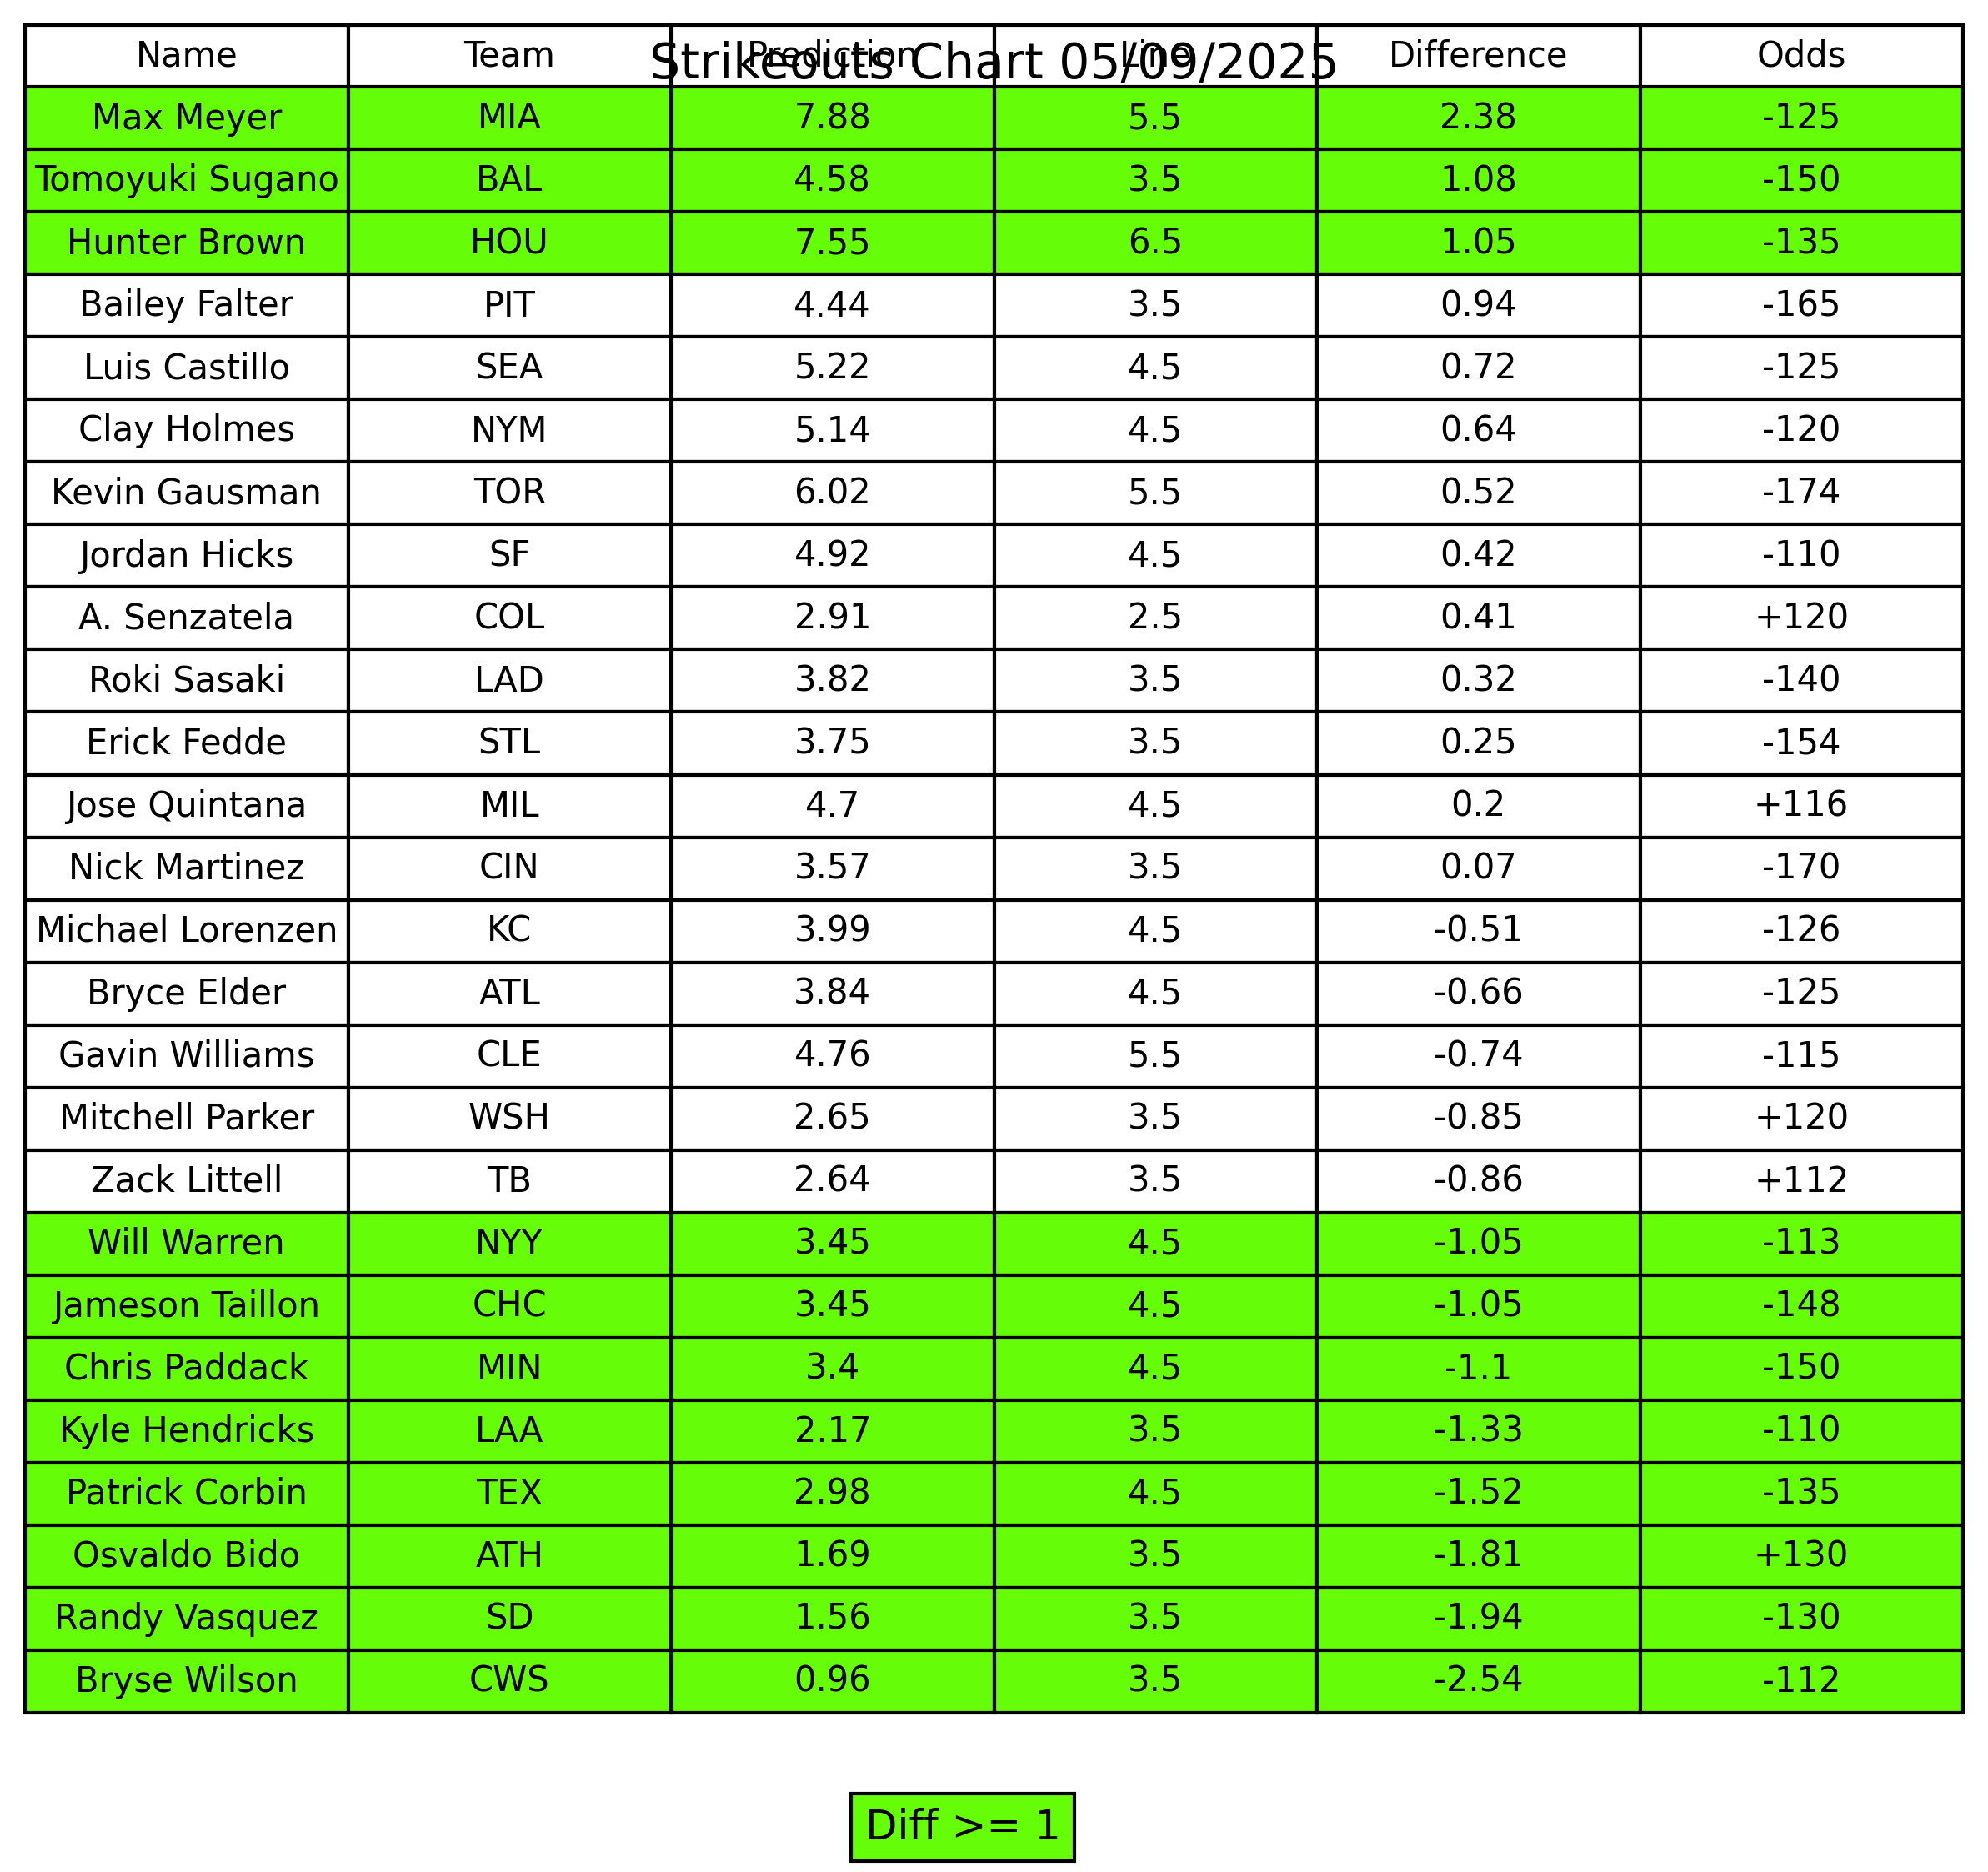 Name Team Prediction Line Difference Odds
Strikeouts Chart 05/09/2025
Max Meyer MIA 7.88 5.5 2.38 -125
Tomoyuki Sugano BAL 4.58 3.5 1.08 -150
Hunter Brown HOU 7.55 6.5 1.05 -135
Bailey Falter PIT 4.44 3.5 0.94 -165
Luis Castillo SEA 5.22 4.5 0.72 -125
Clay Holmes NYM 5.14 4.5 0.64 -120
Kevin Gausman TOR 6.02 5.5 0.52 -174
Jordan Hicks SF 4.92 4.5 0.42 -110
A. Senzatela COL 2.91 2.5 0.41 +120
Roki Sasaki LAD 3.82 3.5 0.32 -140
Erick Fedde STL 3.75 3.5 0.25 -154
Jose Quintana MIL 4.7 4.5 0.2 +116
Nick Martinez CIN 3.57 3.5 0.07 -170
Michael Lorenzen KC 3.99 4.5 -0.51 -126
Bryce Elder ATL 3.84 4.5 -0.66 -125
Gavin Williams CLE 4.76 5.5 -0.74 -115
Mitchell Parker WSH 2.65 3.5 -0.85 +120
Zack Littell TB 2.64 3.5 -0.86 +112
Will Warren NYY 3.45 4.5 -1.05 -113
Jameson Taillon CHC 3.45 4.5 -1.05 -148
Chris Paddack MIN 3.4 4.5 -1.1 -150
Kyle Hendricks LAA 2.17 3.5 -1.33 -110
Patrick Corbin TEX 2.98 4.5 -1.52 -135
Osvaldo Bido ATH 1.69 3.5 -1.81 +130
Randy Vasquez SD 1.56 3.5 -1.94 -130
Bryse Wilson CWS 0.96 3.5 -2.54 -112
Diff >= 1